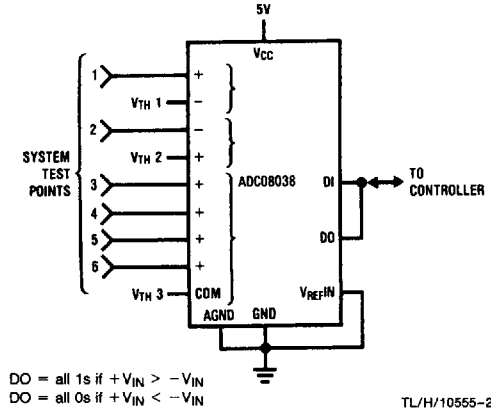 5V
VCC
1
+
VTH 1
−
2
−
VTH 2
+
SYSTEM
TEST
POINTS
3
+
ADC08038
DI
TO
CONTROLLER
4
+
5
+
DO
6
+
VTH 3
COM
VREFIN
AGND
GND
DO = all 1s if +VIN > −VIN
DO = all 0s if +VIN < −VIN
TL/H/10555-2